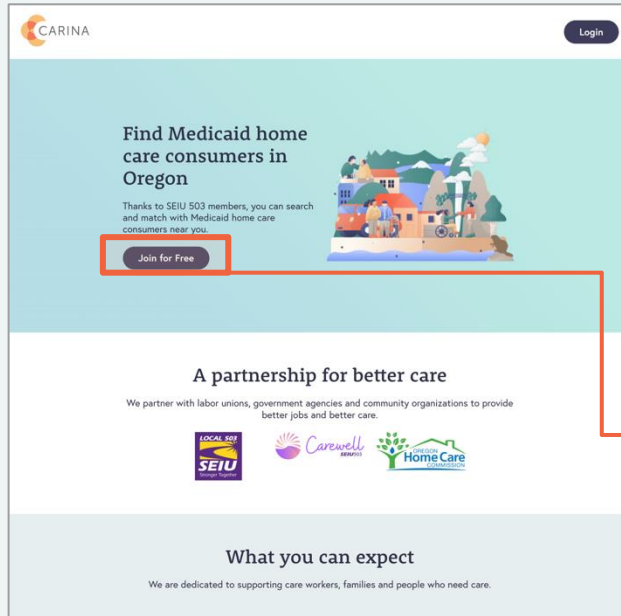 CARINA
Login
Find Medicaid home
care consumers in
Oregon
Thanks to SEIU 503 members, you can search
and match with Medicaid home care
consumers near you.
Join for Free
A partnership for better care
We partner with labor unions, government agencies and community organizations to provide
better jobs and better care.
LOCAL 503
SEIU
Stronger Together
Carewell
SEIU503
OREGON
Home Care
COMMISSION
What you can expect
We are dedicated to supporting care workers, families and people who need care.